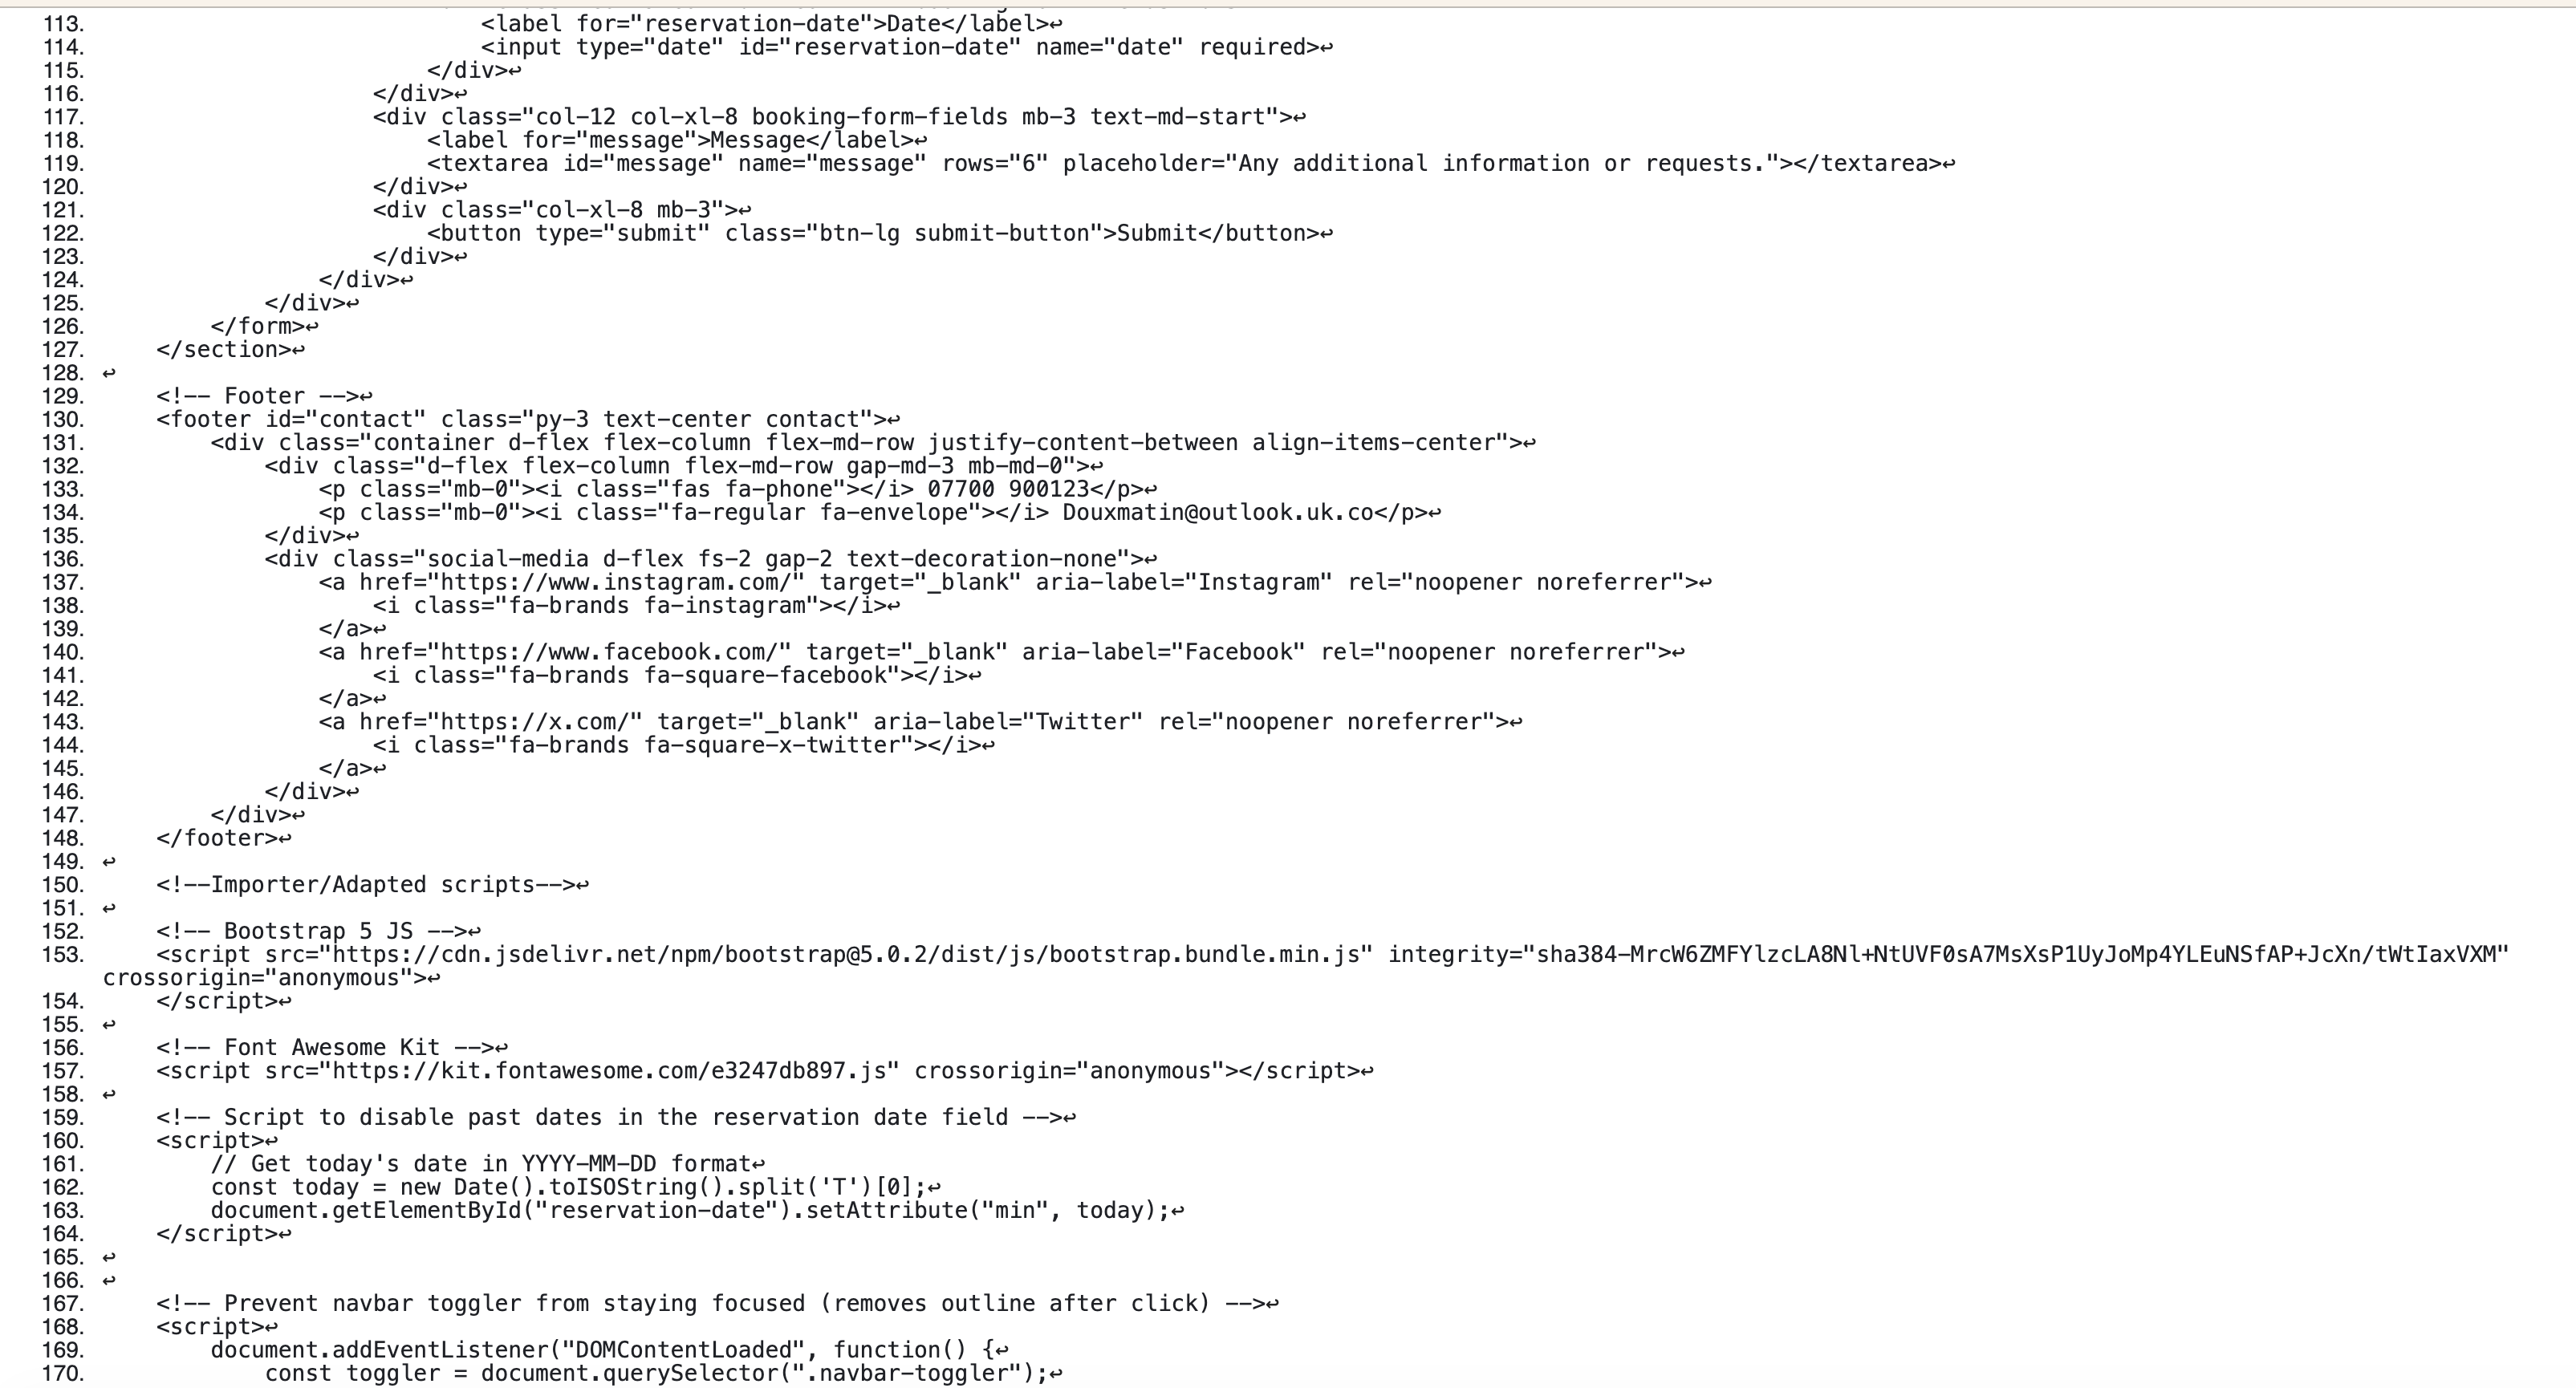 113. <label for="reservation-date">Date</label>↩
114. <input type="date" id="reservation-date" name="date" required>↩
115. </div>↩
116. </div>↩
117. <div class="col-12 col-xl-8 booking-form-fields mb-3 text-md-start">↩
118. <label for="message">Message</label>↩
119. <textarea id="message" name="message" rows="6" placeholder="Any additional information or requests."></textarea>↩
120. </div>↩
121. <div class="col-xl-8 mb-3">↩
122. <button type="submit" class="btn-lg submit-button">Submit</button>↩
123. </div>↩
124. </div>↩
125. </div>↩
126. </form>↩
127. </section>↩
128. ↩
129. <!-- Footer -->↩
130. <footer id="contact" class="py-3 text-center contact">↩
131. <div class="container d-flex flex-column flex-md-row justify-content-between align-items-center">↩
132. <div class="d-flex flex-column flex-md-row gap-md-3 mb-md-0">↩
133. <p class="mb-0"><i class="fas fa-phone"></i> 07700 900123</p>↩
134. <p class="mb-0"><i class="fa-regular fa-envelope"></i> Douxmatin@outlook.uk.co</p>↩
135. </div>↩
136. <div class="social-media d-flex fs-2 gap-2 text-decoration-none">↩
137. <a href="https://www.instagram.com/" target="_blank" aria-label="Instagram" rel="noopener noreferrer">↩
138. <i class="fa-brands fa-instagram"></i>↩
139. </a>↩
140. <a href="https://www.facebook.com/" target="_blank" aria-label="Facebook" rel="noopener noreferrer">↩
141. <i class="fa-brands fa-square-facebook"></i>↩
142. </a>↩
143. <a href="https://x.com/" target="_blank" aria-label="Twitter" rel="noopener noreferrer">↩
144. <i class="fa-brands fa-square-x-twitter"></i>↩
145. </a>↩
146. </div>↩
147. </div>↩
148. </footer>↩
149. ↩
150. <!--Importer/Adapted scripts-->↩
151. ↩
152. <!-- Bootstrap 5 JS -->↩
153. <script src="https://cdn.jsdelivr.net/npm/bootstrap@5.0.2/dist/js/bootstrap.bundle.min.js" integrity="sha384-MrcW6ZMFYlzcLA8Nl+NtUVF0sA7MsXsP1UyJoMp4YLEuNSfAP+JcXn/tWtIaxVXM"
crossorigin="anonymous">↩
154. </script>↩
155. ↩
156. <!-- Font Awesome Kit -->↩
157. <script src="https://kit.fontawesome.com/e3247db897.js" crossorigin="anonymous"></script>↩
158. ↩
159. <!-- Script to disable past dates in the reservation date field -->↩
160. <script>↩
161. // Get today's date in YYYY-MM-DD format↩
162. const today = new Date().toISOString().split('T')[0];↩
163. document.getElementById("reservation-date").setAttribute("min", today);↩
164. </script>↩
165. ↩
166. ↩
167. <!-- Prevent navbar toggler from staying focused (removes outline after click) -->↩
168. <script>↩
169. document.addEventListener("DOMContentLoaded", function() {↩
170. const toggler = document.querySelector(".navbar-toggler");↩